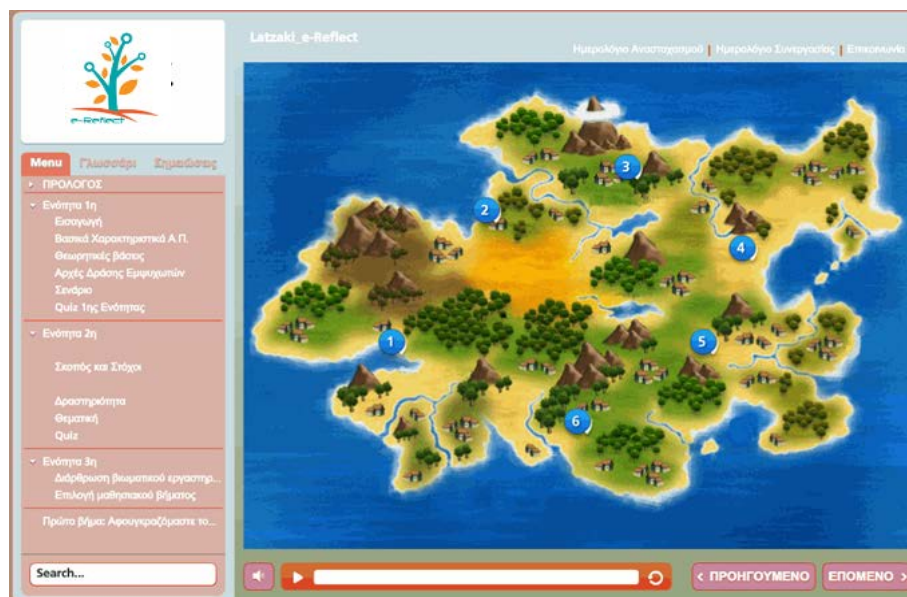 Latzaki_e-Reflect
Ημερολόγιο Αναστοχασμού | Ημερολόγιο Συνεργασίας | Επικοινωνία
e-Reflect
Menu Γλωσσάρι Σημειώσεις
ΠΡΟΛΟΓΟΣ
Ενότητα 1η
Εισαγωγή
Βασικά Χαρακτηριστικά Α.Π.
Θεωρητικές βάσεις
Αρχές Δράσης Εμψυχωτών
Σενάριο
Quiz 1ης Ενότητας
Ενότητα 2η
Σκοπός και Στόχοι
Δραστηριότητα
Θεματική
Quiz
Ενότητα 3η
Διάρθρωση βιωματικού εργαστηρ...
Επιλογή μαθησιακού βήματος
Πρώτο βήμα: Αφουγκραζόμαστε το...
Search...
1
2
3
4
5
6
< ΠΡΟΗΓΟΥΜΕΝΟ ΕΠΟΜΕΝΟ >